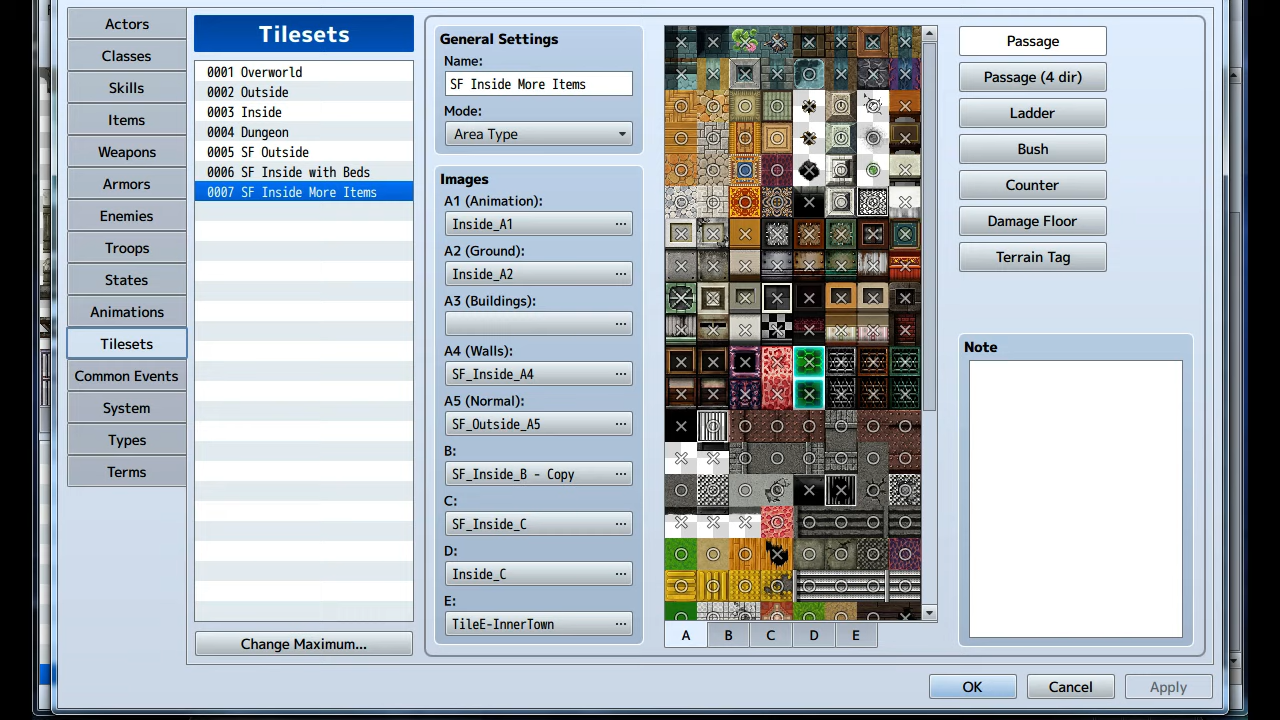 Actors
Classes
Skills
Items
Weapons
Armors
Enemies
Troops
States
Animations
Tilesets
Common Events
System
Types
Terms
Tilesets
0001 Overworld
0002 Outside
0003 Inside
0004 Dungeon
0005 SF Outside
0006 SF Inside with Beds
0007 SF Inside More Items
Change Maximum...
General Settings
Name:
SF Inside More Items
Mode:
Area Type
Images
A1 (Animation):
Inside_A1 ...
A2 (Ground):
Inside_A2 ...
A3 (Buildings):
...
A4 (Walls):
SF_Inside_A4 ...
A5 (Normal):
SF_Outside_A5 ...
B:
SF_Inside_B - Copy ...
C:
SF_Inside_C ...
D:
Inside_C ...
E:
TileE-InnerTown ...
A B C D E
Passage
Passage (4 dir)
Ladder
Bush
Counter
Damage Floor
Terrain Tag
Note
OK Cancel Apply